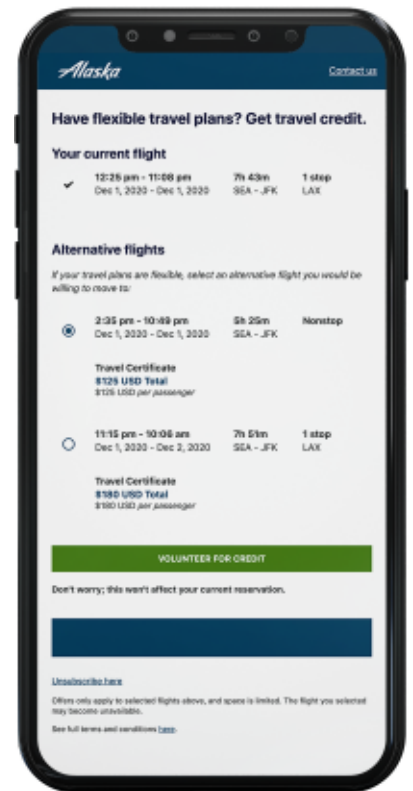 Alaska
Contact us
Have flexible travel plans? Get travel credit.
Your current flight
12:25 pm - 11:08 pm 7h 43m 1 stop
Dec 1, 2020 - Dec 1, 2020 SEA - JFK LAX
Alternative flights
If your travel plans are flexible, select an alternative flight you would be
willing to move to:
2:35 pm - 10:49 pm 5h 25m Nonstop
Dec 1, 2020 - Dec 1, 2020 SEA - JFK
Travel Certificate
$125 USD Total
$125 USD per passenger
11:15 pm - 10:06 am 7h 51m 1 stop
Dec 1, 2020 - Dec 2, 2020 SEA - JFK LAX
Travel Certificate
$180 USD Total
$180 USD per passenger
VOLUNTEER FOR CREDIT
Don't worry; this won't affect your current reservation.
Unsubscribe here
Offers only apply to selected flights above, and space is limited. The flight you selected
may become unavailable.
See full terms and conditions here.